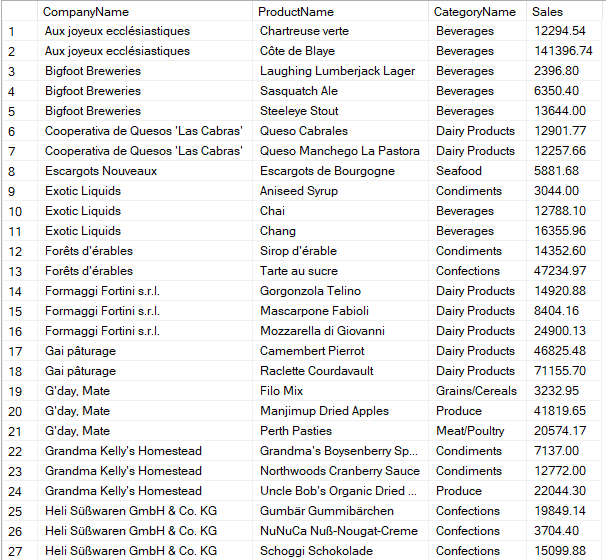 CompanyName ProductName CategoryName Sales
1 Aux joyeux ecclésiastiques Chartreuse verte Beverages 12294.54
2 Aux joyeux ecclésiastiques Côte de Blaye Beverages 141396.74
3 Bigfoot Breweries Laughing Lumberjack Lager Beverages 2396.80
4 Bigfoot Breweries Sasquatch Ale Beverages 6350.40
5 Bigfoot Breweries Steeleye Stout Beverages 13644.00
6 Cooperativa de Quesos 'Las Cabras' Queso Cabrales Dairy Products 12901.77
7 Cooperativa de Quesos 'Las Cabras' Queso Manchego La Pastora Dairy Products 12257.66
8 Escargots Nouveaux Escargots de Bourgogne Seafood 5881.68
9 Exotic Liquids Aniseed Syrup Condiments 3044.00
10 Exotic Liquids Chai Beverages 12788.10
11 Exotic Liquids Chang Beverages 16355.96
12 Forêts d'érables Sirop d'érable Condiments 14352.60
13 Forêts d'érables Tarte au sucre Confections 47234.97
14 Formaggi Fortini s.r.l. Gorgonzola Telino Dairy Products 14920.88
15 Formaggi Fortini s.r.l. Mascarpone Fabioli Dairy Products 8404.16
16 Formaggi Fortini s.r.l. Mozzarella di Giovanni Dairy Products 24900.13
17 Gai pâturage Camembert Pierrot Dairy Products 46825.48
18 Gai pâturage Raclette Courdavault Dairy Products 71155.70
19 G'day, Mate Filo Mix Grains/Cereals 3232.95
20 G'day, Mate Manjimup Dried Apples Produce 41819.65
21 G'day, Mate Perth Pasties Meat/Poultry 20574.17
22 Grandma Kelly's Homestead Grandma's Boysenberry Sp... Condiments 7137.00
23 Grandma Kelly's Homestead Northwoods Cranberry Sauce Condiments 12772.00
24 Grandma Kelly's Homestead Uncle Bob's Organic Dried ... Produce 22044.30
25 Heli Süßwaren GmbH & Co. KG Gumbär Gummibärchen Confections 19849.14
26 Heli Süßwaren GmbH & Co. KG NuNuCa Nuß-Nougat-Creme Confections 3704.40
27 Heli Süßwaren GmbH & Co. KG Schoggi Schokolade Confections 15099.88